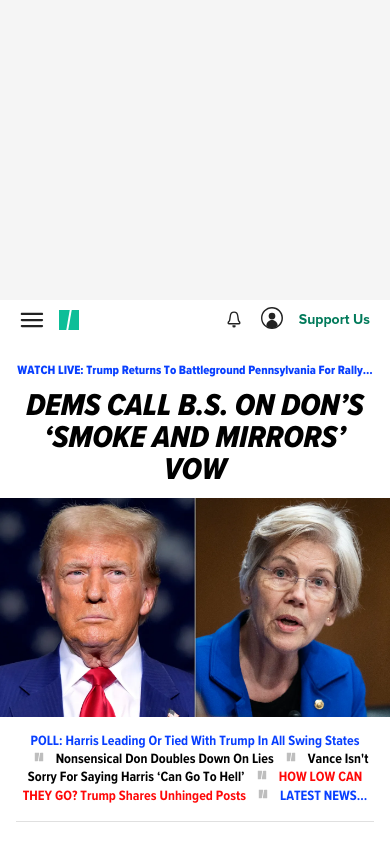 Support Us
WATCH LIVE: Trump Returns To Battleground Pennsylvania For Rally...
DEMS CALL B.S. ON DON’S
‘SMOKE AND MIRRORS’
VOW
POLL: Harris Leading Or Tied With Trump In All Swing States
Nonsensical Don Doubles Down On Lies Vance Isn't
Sorry For Saying Harris ‘Can Go To Hell’ HOW LOW CAN
THEY GO? Trump Shares Unhinged Posts LATEST NEWS...